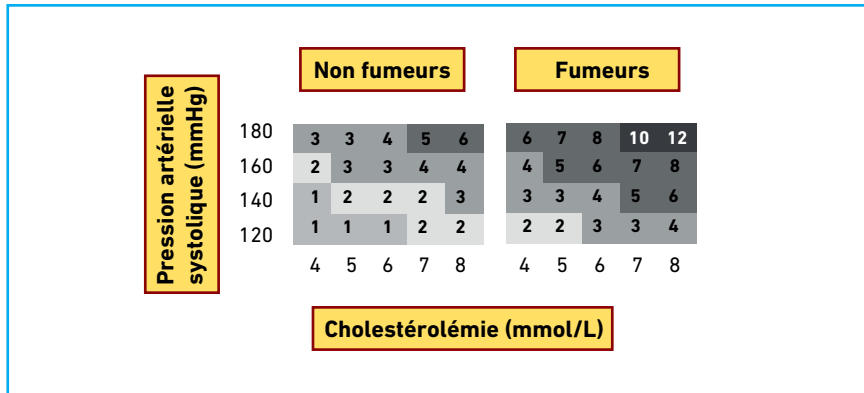 Non fumeurs Fumeurs
Pression artérielle
systolique (mmHg)
180 3 3 4 5 6 6 7 8 10 12
160 2 3 3 4 4 4 5 6 7 8
140 1 2 2 2 3 3 3 4 5 6
120 1 1 1 2 2 2 2 3 3 4
4 5 6 7 8 4 5 6 7 8
Cholestérolémie (mmol/L)